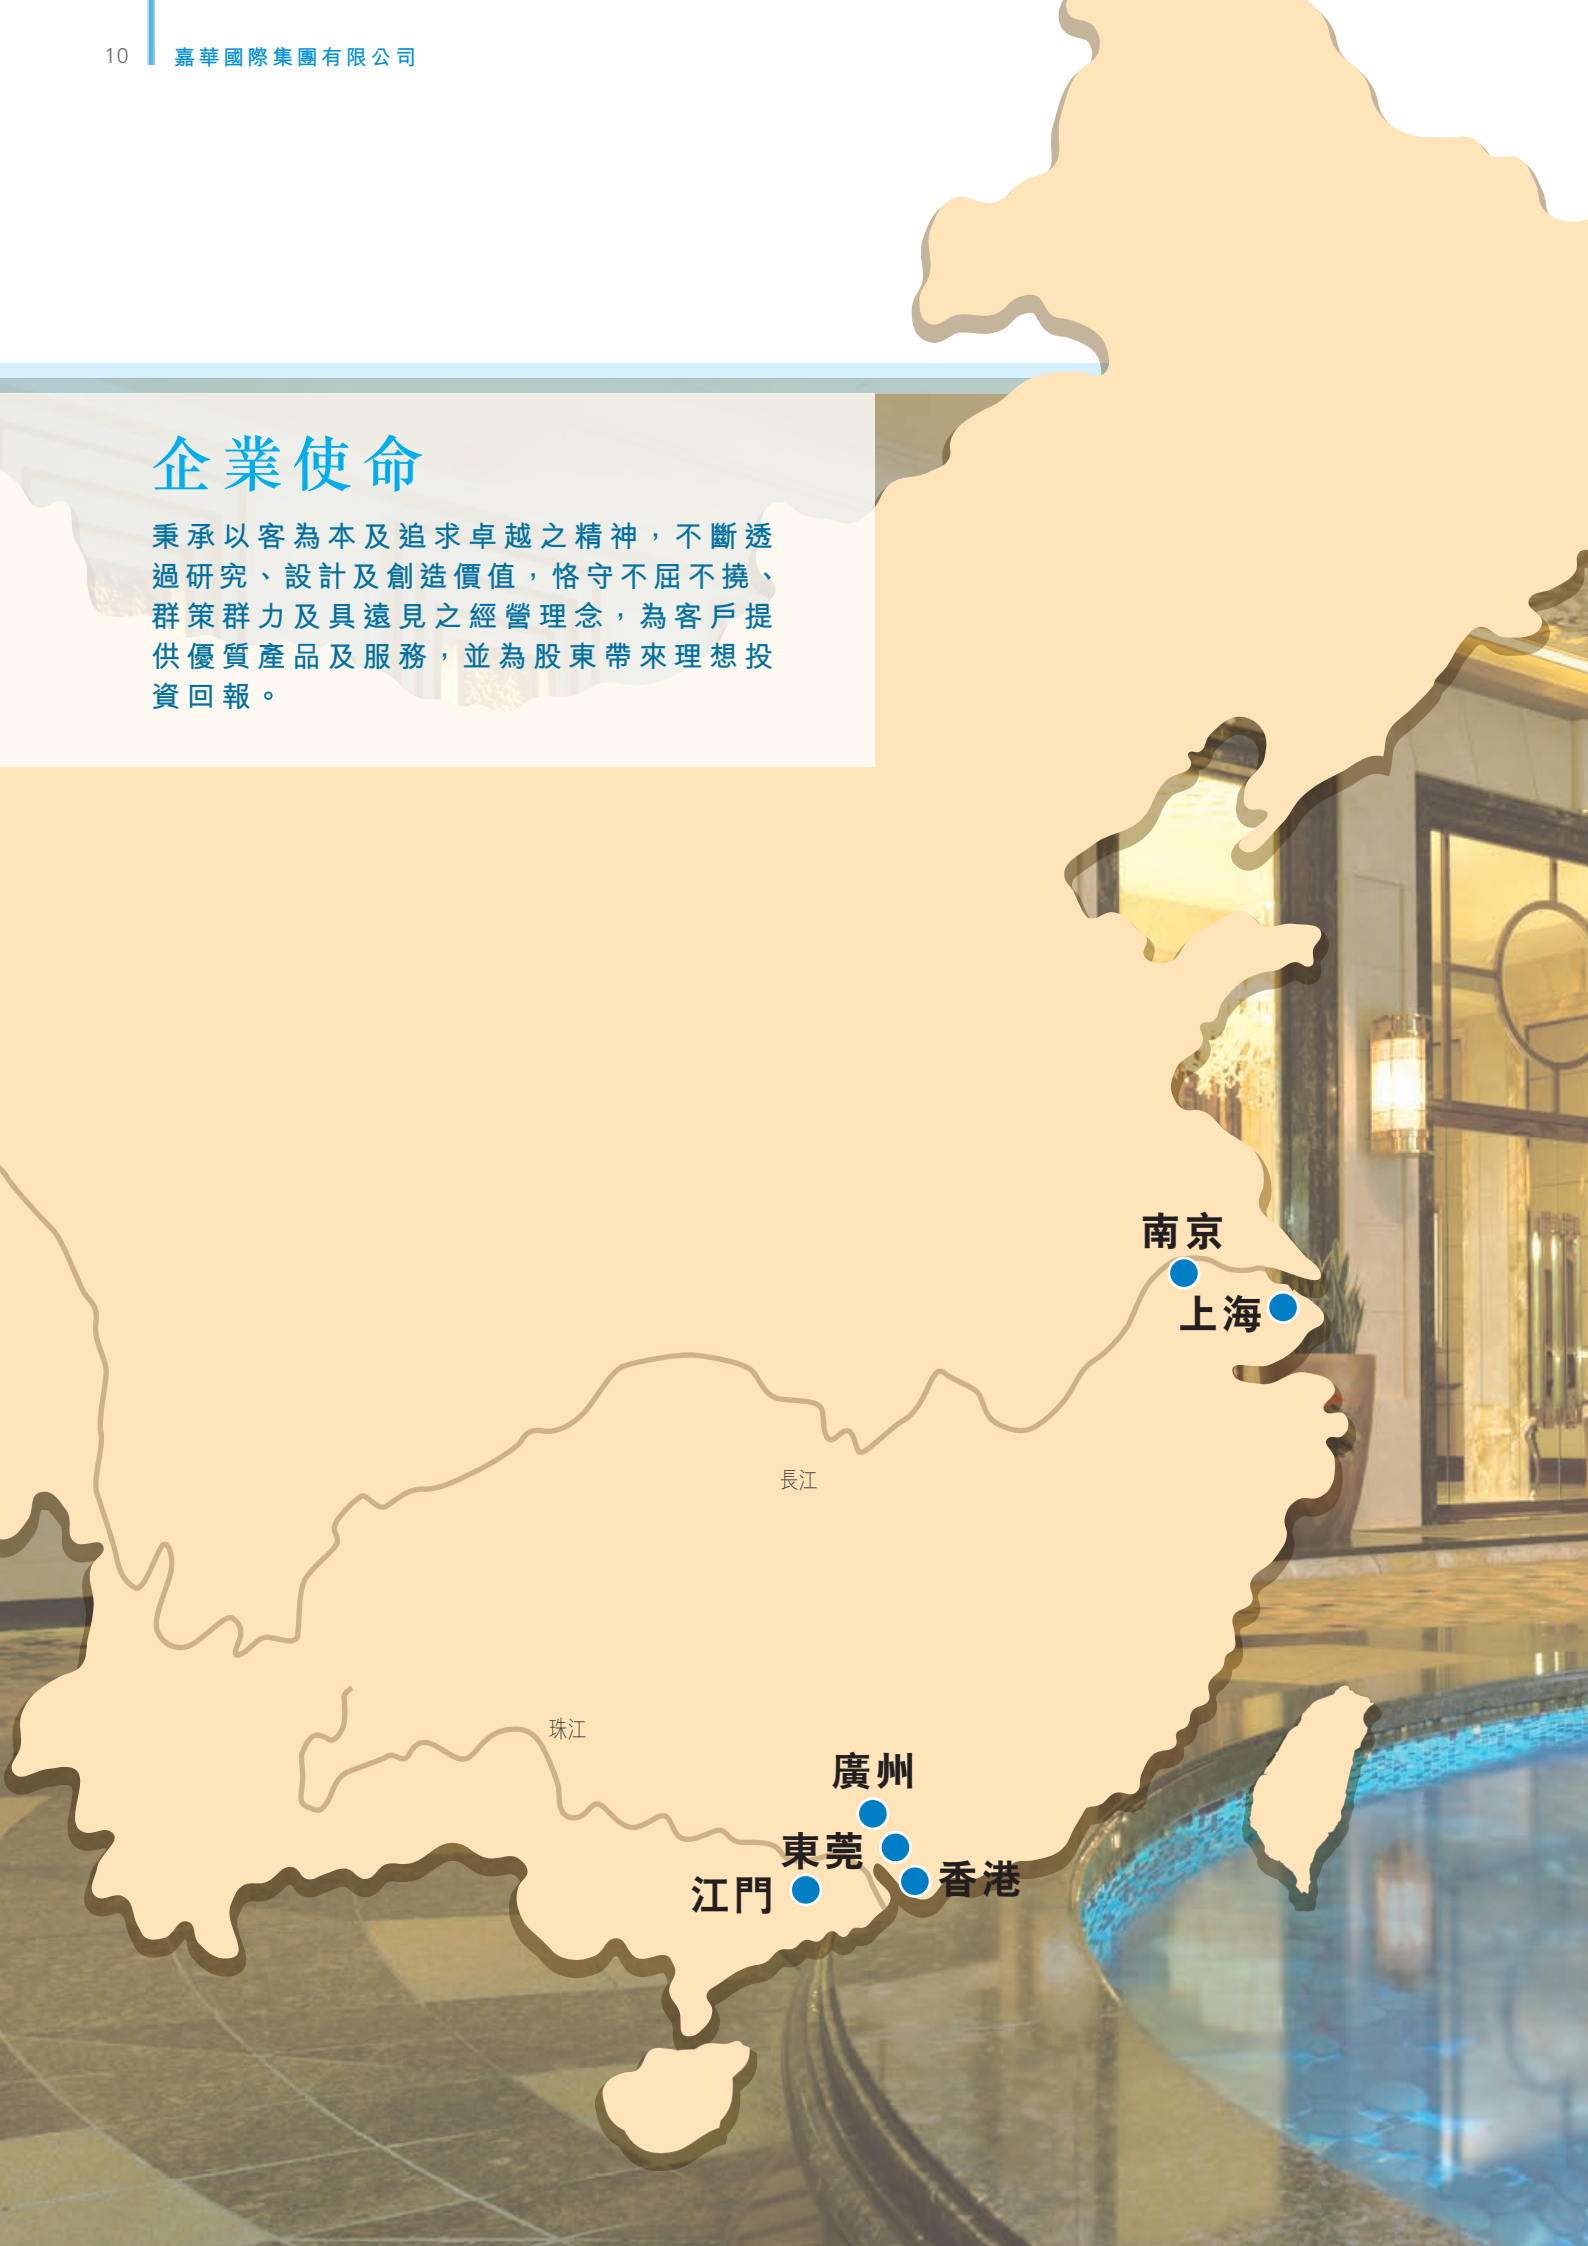 10 嘉華國際集團有限公司
企業使命
秉承以客為本及追求卓越之精神，不斷透
過研究、設計及創造價值，恪守不屈不撓、
群策群力及具遠見之經營理念，為客戶提
供優質產品及服務，並為股東帶來理想投
資回報。
南京
上海
長江
珠江
廣州
東莞
香港
江門